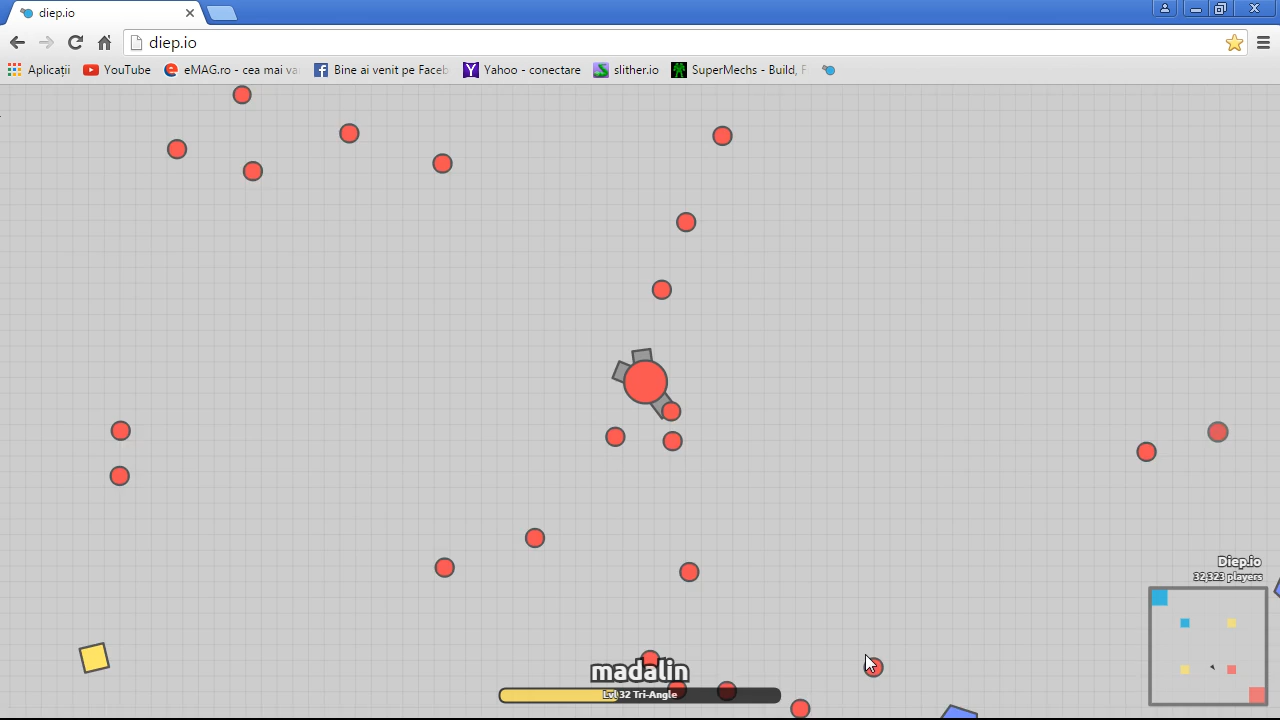 diep.io
diep.io
Aplicații
YouTube
eMAG.ro - cea mai va
Bine ai venit pe Faceb
Yahoo - conectare
slither.io
SuperMechs - Build, F
Diep.io
32,323 players
madalin
Lvl 32 Tri-Angle